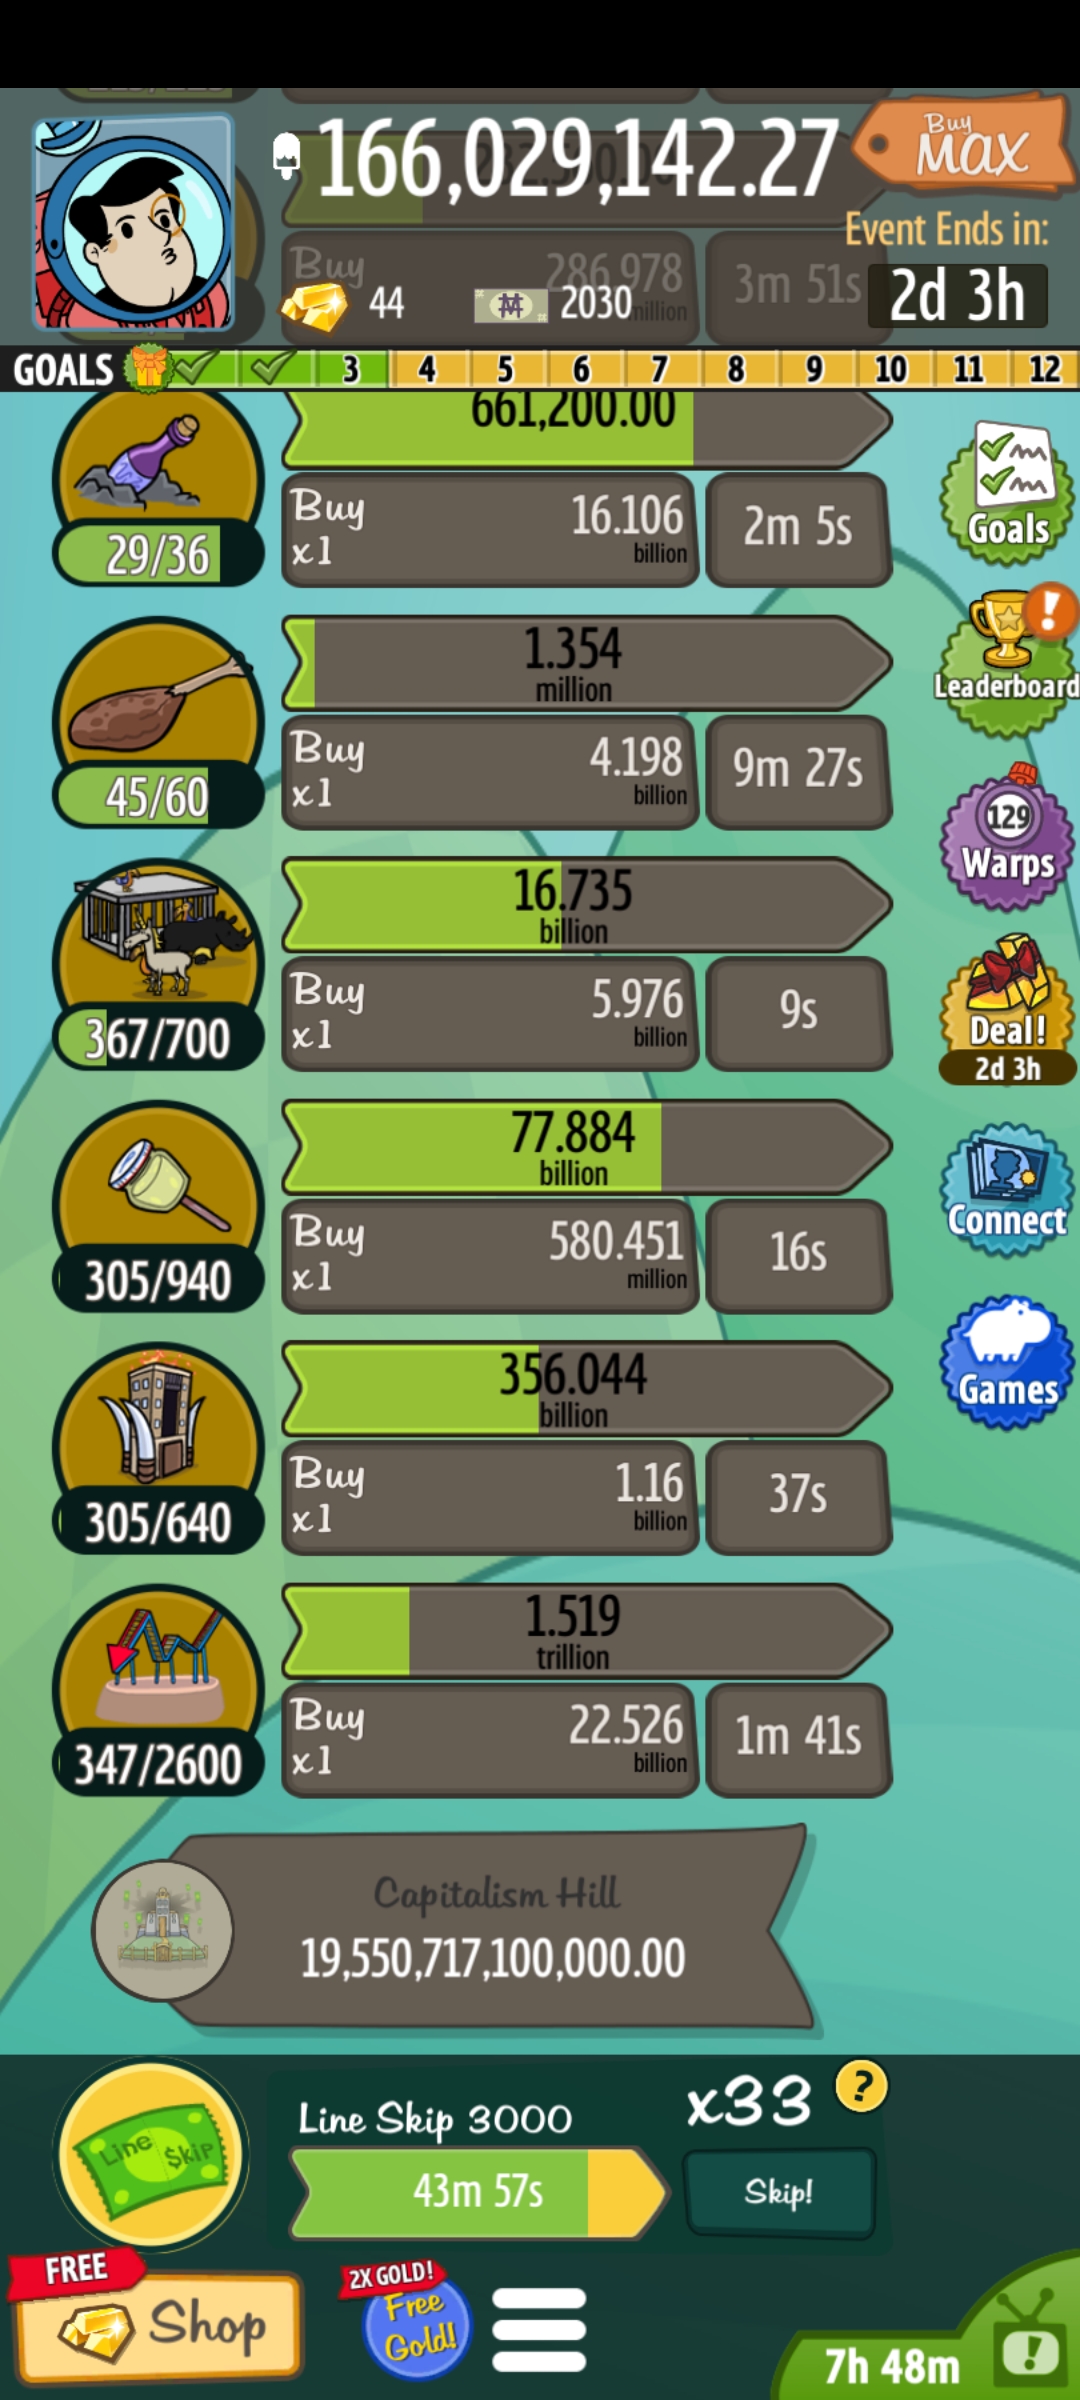 166,029,142.27
Buy
MAX
Event Ends in:
2d 3h
Buy
286.978
million
3m 51s
44
2030
GOALS
3 4 5 6 7 8 9 10 11 12
661,200.00
29/36
Buy
x1
16.106
billion
2m 5s
Goals
1.354
million
45/60
Buy
x1
4.198
billion
9m 27s
Leaderboard
16.735
billion
367/700
Buy
x1
5.976
billion
9s
129
Warps
77.884
billion
305/940
Buy
x1
580.451
million
16s
Deal!
2d 3h
356.044
billion
305/640
Buy
x1
1.16
billion
37s
Connect
Games
1.519
trillion
347/2600
Buy
x1
22.526
billion
1m 41s
Capitalism Hill
19,550,717,100,000.00
Line $kip
Line Skip 3000
43m 57s
x33
?
Skip!
FREE
Shop
2X GOLD!
Free
Gold!
7h 48m